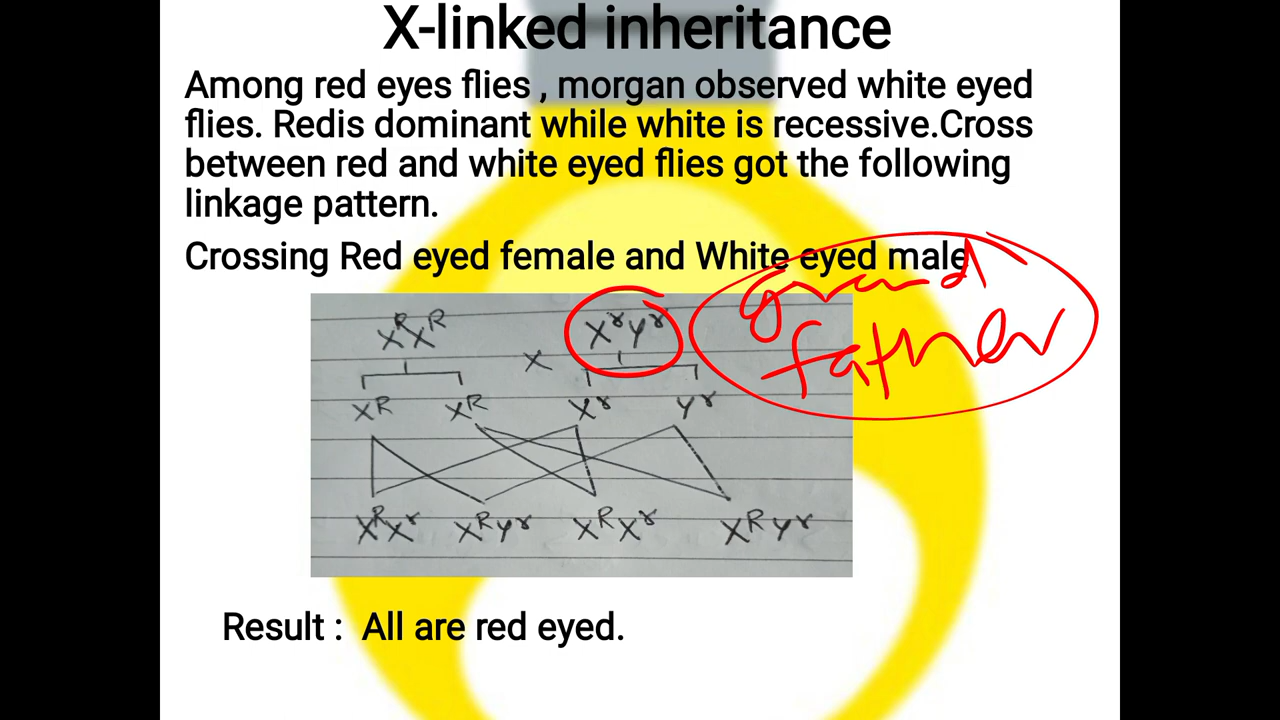 X-linked inheritance
Among red eyes flies , morgan observed white eyed
flies. Redis dominant while white is recessive.Cross
between red and white eyed flies got the following
linkage pattern.
Crossing Red eyed female and White eyed male
grand
father
XᴿXᴿ x XʳYʳ
Xᴿ Xᴿ Xʳ Yʳ
XᴿXʳ XᴿYʳ XᴿXʳ XᴿYʳ
Result : All are red eyed.